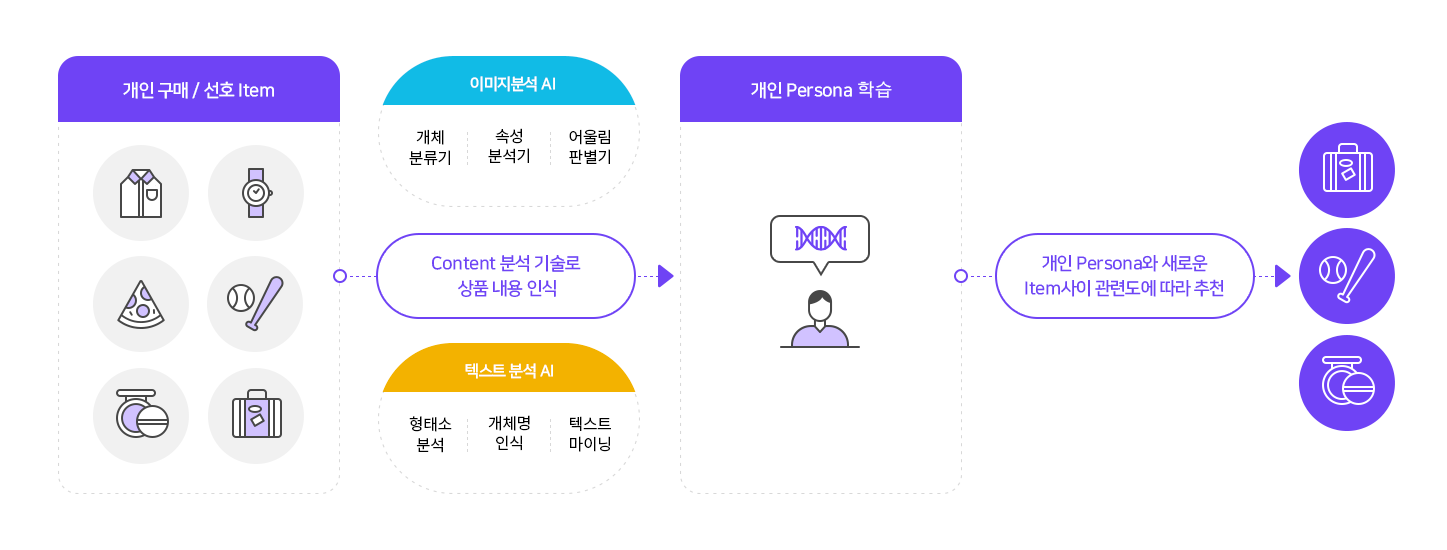 개인 구매 / 선호 Item
이미지분석 AI
개체
분류기
속성
분석기
어울림
판별기
Content 분석 기술로
상품 내용 인식
텍스트 분석 AI
형태소
분석
개체명
인식
텍스트
마이닝
개인 Persona 학습
개인 Persona와 새로운
Item사이 관련도에 따라 추천